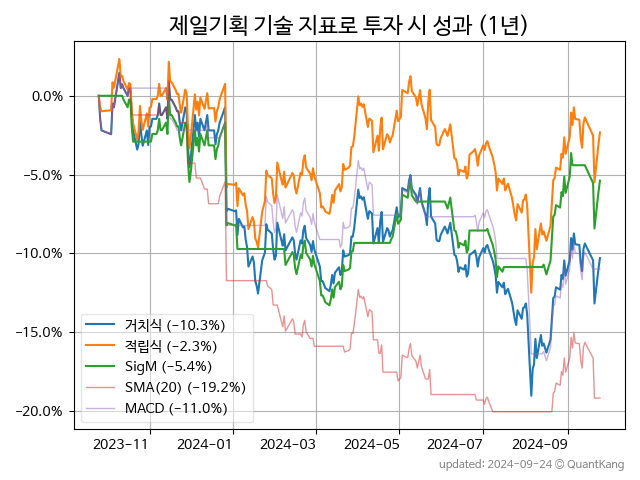 제일기획 기술 지표로 투자 시 성과 (1년)
0.0%
−5.0%
−10.0%
−15.0%
−20.0%
거치식 (−10.3%)
적립식 (−2.3%)
SigM (−5.4%)
SMA(20) (−19.2%)
MACD (−11.0%)
2023−11 2024−01 2024−03 2024−05 2024−07 2024−09
updated: 2024-09-24 © QuantKang